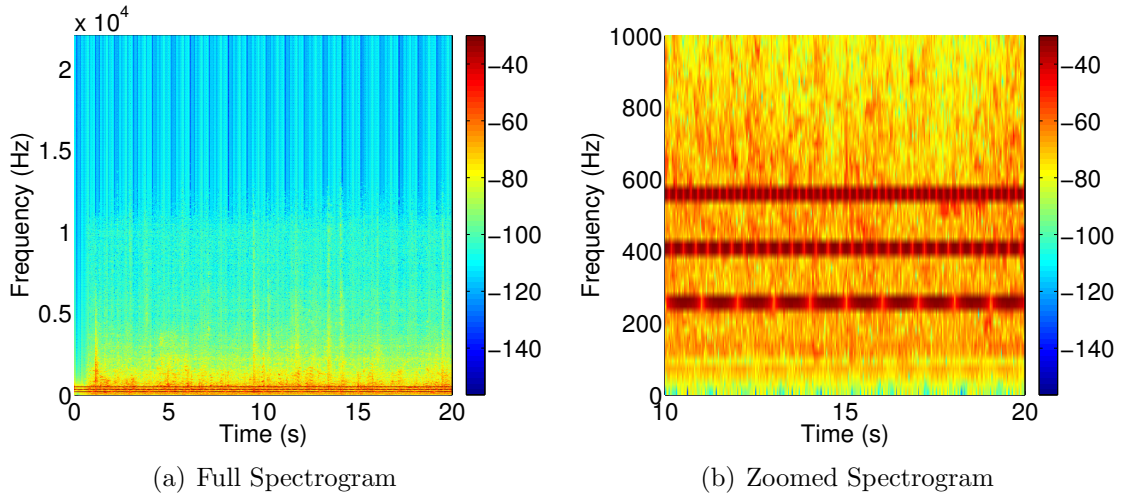 x 10⁴
2
1.5
1
0.5
0
0 5 10 15 20
Frequency (Hz)
Time (s)
−40
−60
−80
−100
−120
−140
(a) Full Spectrogram
1000
800
600
400
200
0
10 15 20
Frequency (Hz)
Time (s)
−40
−60
−80
−100
−120
−140
(b) Zoomed Spectrogram